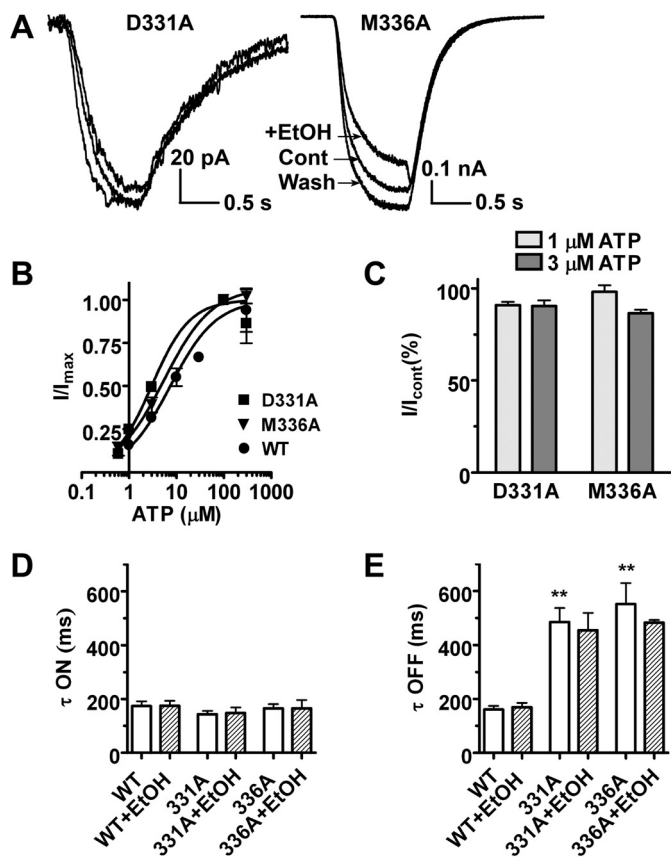 A
D331A
M336A
+EtOH
Cont
Wash
20 pA
0.5 s
0.1 nA
0.5 s
B
I/Imax
1.00
0.75
0.50
0.25
0.1 1 10 100 1000
ATP (μM)
D331A
M336A
WT
C
1 μM ATP
3 μM ATP
I/Icont(%)
100
50
0
D331A M336A
D
τ ON (ms)
600
400
200
0
WT
WT+EtOH
331A
331A+EtOH
336A
336A+EtOH
E
τ OFF (ms)
600
400
200
0
**
**
WT
WT+EtOH
331A
331A+EtOH
336A
336A+EtOH